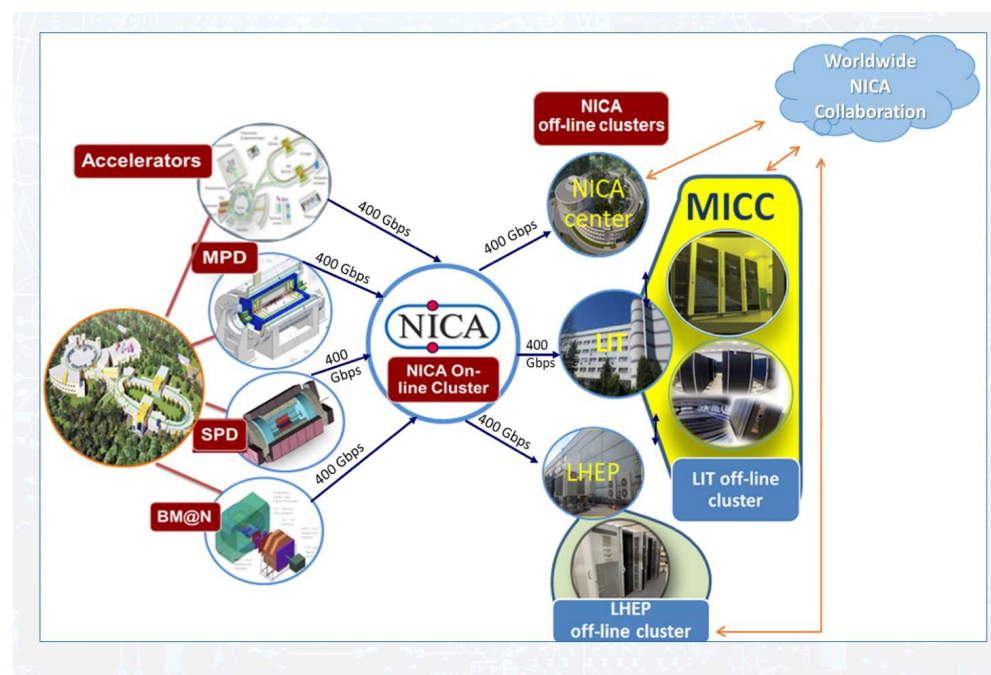 Worldwide
NICA
Collaboration
NICA
off-line clusters
Accelerators
400 Gbps
400 Gbps
NICA
center
MICC
MPD
400 Gbps
NICA
NICA On-
line Cluster
400
Gbps
LIT
400
Gbps
SPD
400 Gbps
400 Gbps
LHEP
LIT off-line
cluster
BM@N
LHEP
off-line cluster